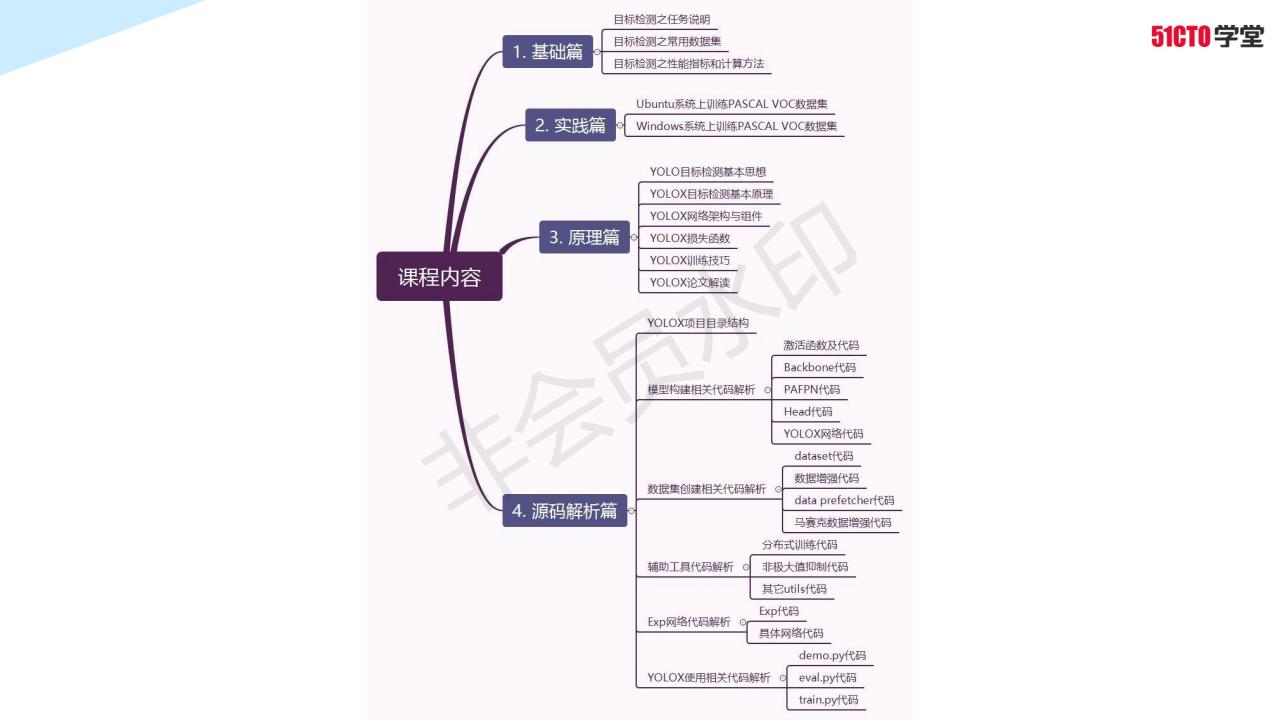 51CTO学堂
课程内容
1. 基础篇
目标检测之任务说明
目标检测之常用数据集
目标检测之性能指标和计算方法
2. 实践篇
Ubuntu系统上训练PASCAL VOC数据集
Windows系统上训练PASCAL VOC数据集
3. 原理篇
YOLO目标检测基本思想
YOLOX目标检测基本原理
YOLOX网络架构与组件
YOLOX损失函数
YOLOX训练技巧
YOLOX论文解读
4. 源码解析篇
YOLOX项目目录结构
模型构建相关代码解析
激活函数及代码
Backbone代码
PAFPN代码
Head代码
YOLOX网络代码
数据集创建相关代码解析
dataset代码
数据增强代码
data prefetcher代码
马赛克数据增强代码
辅助工具代码解析
分布式训练代码
非极大值抑制代码
其它utils代码
Exp网络代码解析
Exp代码
具体网络代码
YOLOX使用相关代码解析
demo.py代码
eval.py代码
train.py代码
非会员水印